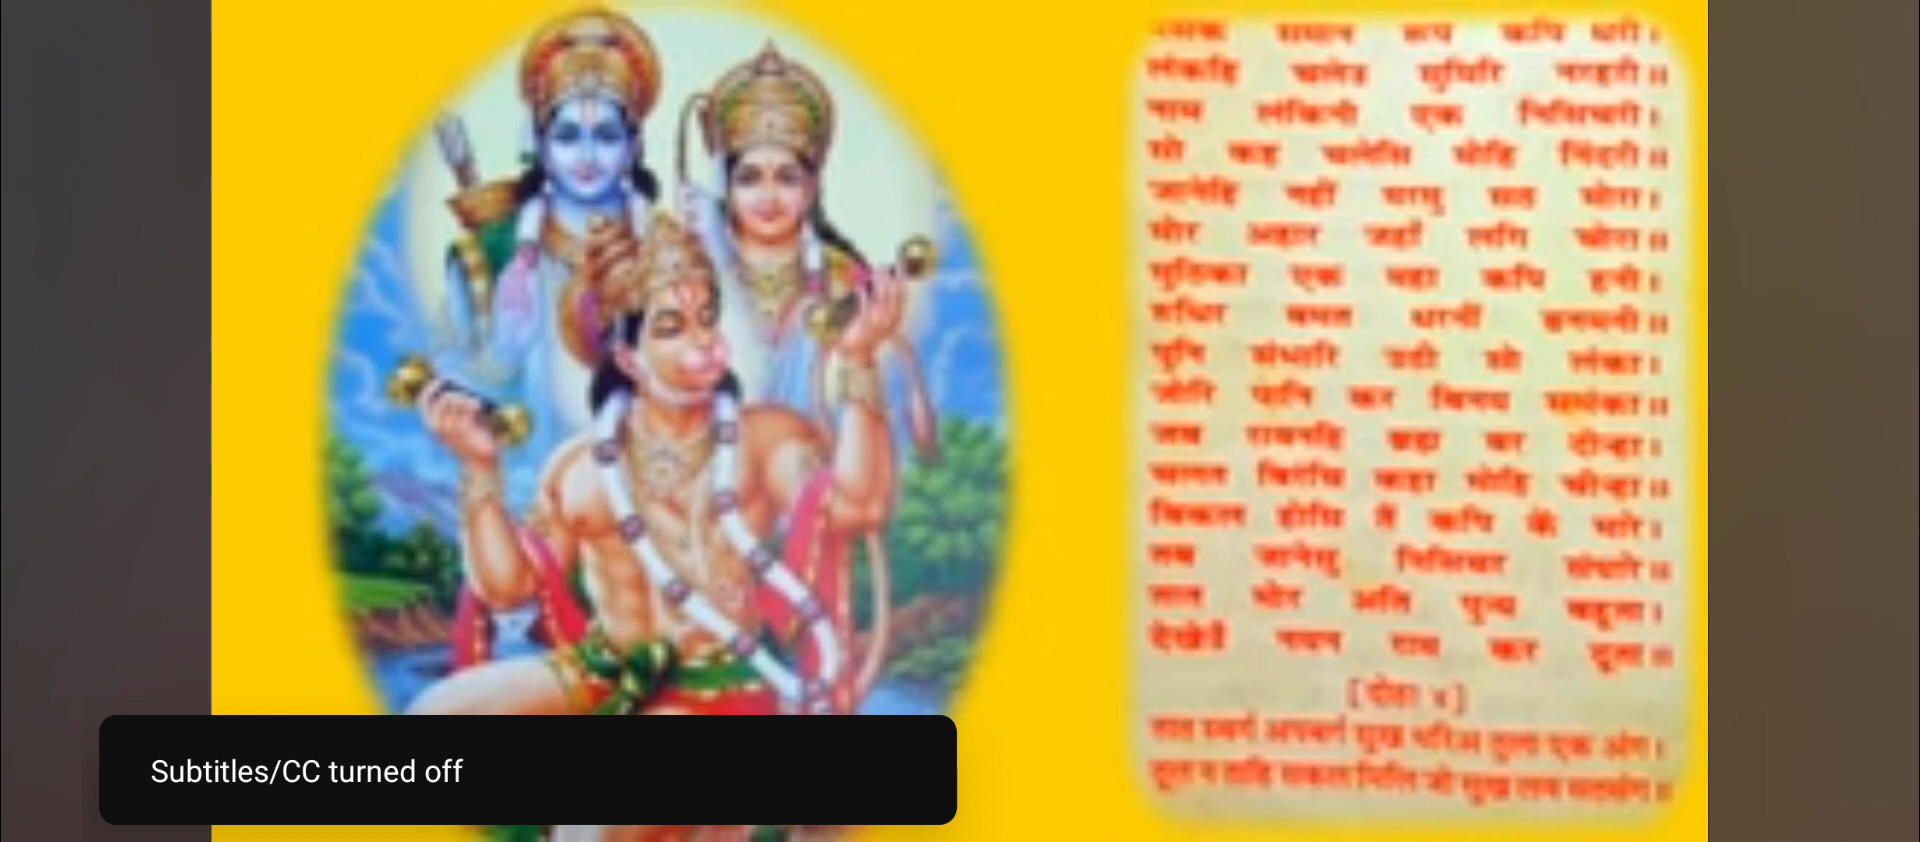 मसक समान रूप कपि धरी।
लंकहि चलेउ सुमिरि नरहरी॥
नाम लंकिनी एक निसिचरी।
सो कह चलेसि मोहि निंदरी॥
जानेहि नहीं मरमु सठ मोरा।
मोर अहार जहाँ लगि चोरा॥
मुठिका एक महा कपि हनी।
रुधिर बमत धरनीं ढनमनी॥
पुनि संभारि उठी सो लंका।
जोरि पानि कर बिनय ससंका॥
जब रावनहि ब्रह्म बर दीन्हा।
चलत बिरंचि कहा मोहि चीन्हा॥
बिकल होसि तैं कपि कें मारे।
तब जानेसु निसिचर संघारे॥
तात मोर अति पुन्य बहूता।
देखेउँ नयन राम कर दूता॥
[दोहा ४]
तात स्वर्ग अपबर्ग सुख धरिअ तुला एक अंग।
तूल न ताहि सकल मिलि जो सुख लव सतसंग॥
Subtitles/CC turned off